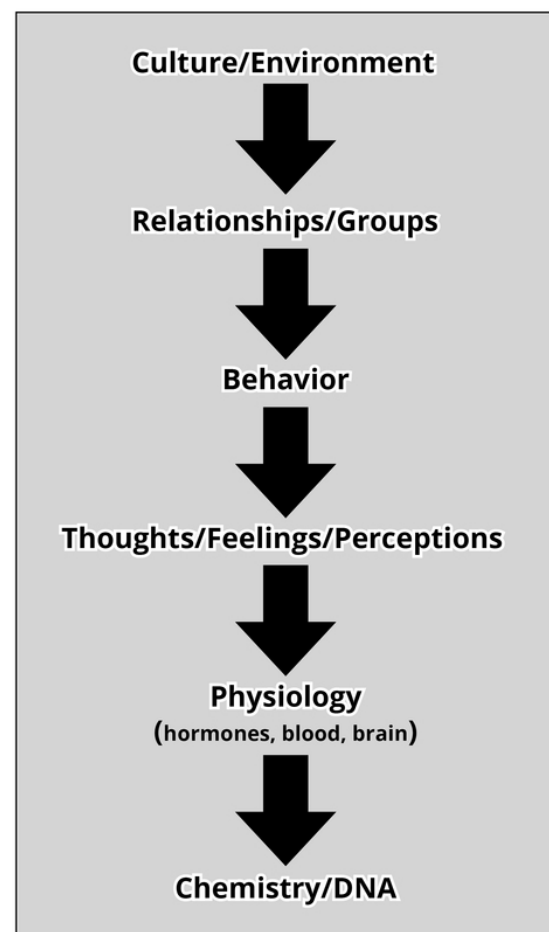 Culture/Environment
Relationships/Groups
Behavior
Thoughts/Feelings/Perceptions
Physiology
(hormones, blood, brain)
Chemistry/DNA